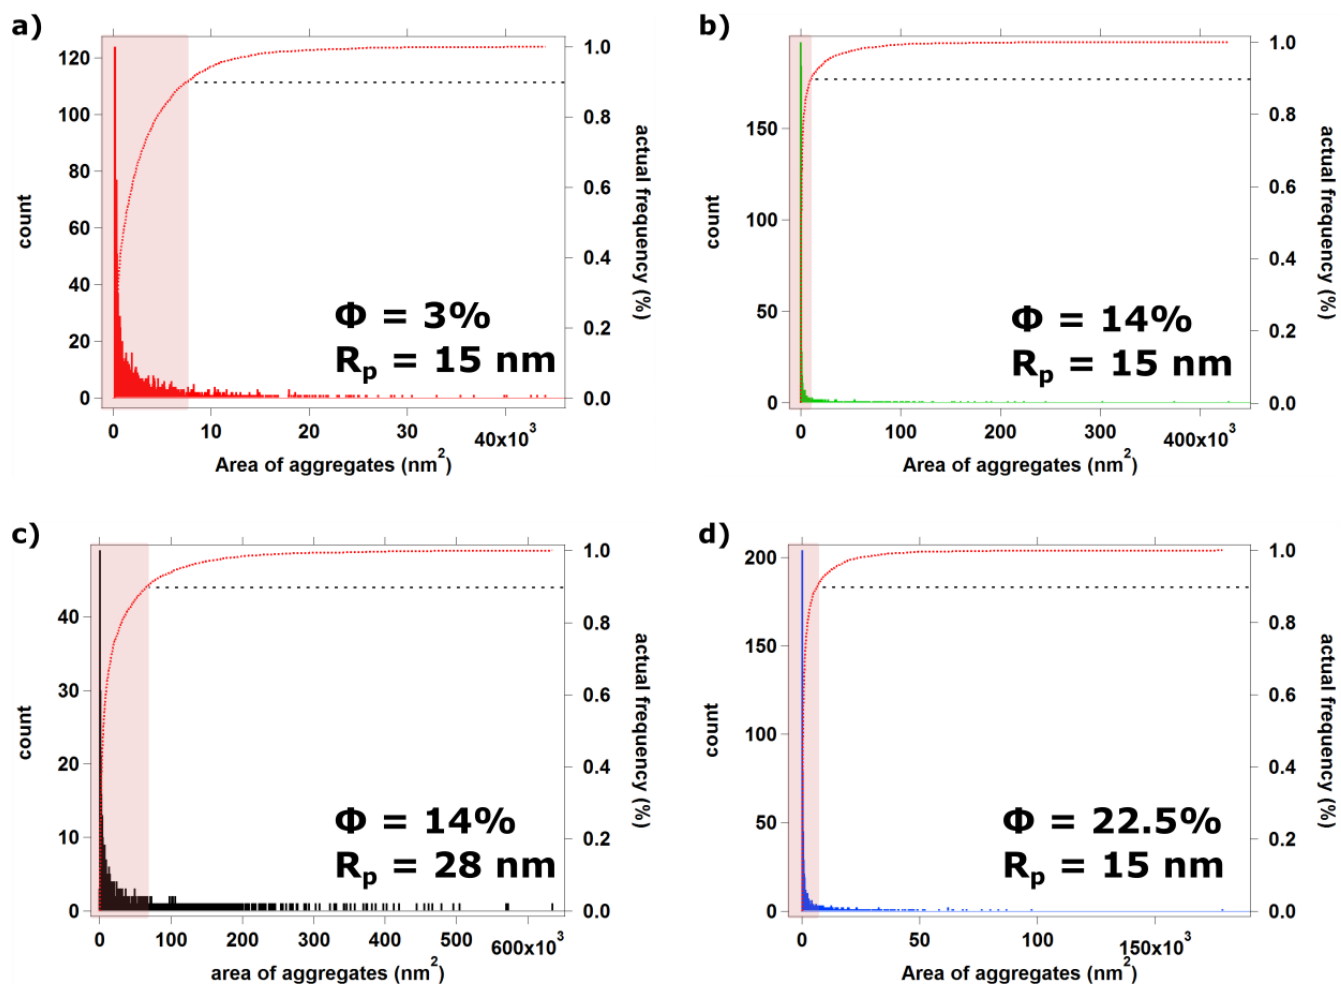 a)
120
100
80
60
40
20
0
count
1.0
0.8
0.6
0.4
0.2
0.0
actual frequency (%)
Φ = 3%
Rp = 15 nm
0 10 20 30 40x10³
Area of aggregates (nm²)
b)
150
200
50
0
count
1.0
0.8
0.6
0.4
0.2
0.0
actual frequency (%)
Φ = 14%
Rp = 15 nm
0 100 200 300 400x10³
Area of aggregates (nm²)
c)
40
30
20
10
0
count
1.0
0.8
0.6
0.4
0.2
0.0
actual frequency (%)
Φ = 14%
Rp = 28 nm
0 100 200 300 400 500 600x10³
area of aggregates (nm²)
d)
200
150
100
50
0
count
1.0
0.8
0.6
0.4
0.2
0.0
actual frequency (%)
Φ = 22.5%
Rp = 15 nm
0 50 100 150x10³
Area of aggregates (nm²)